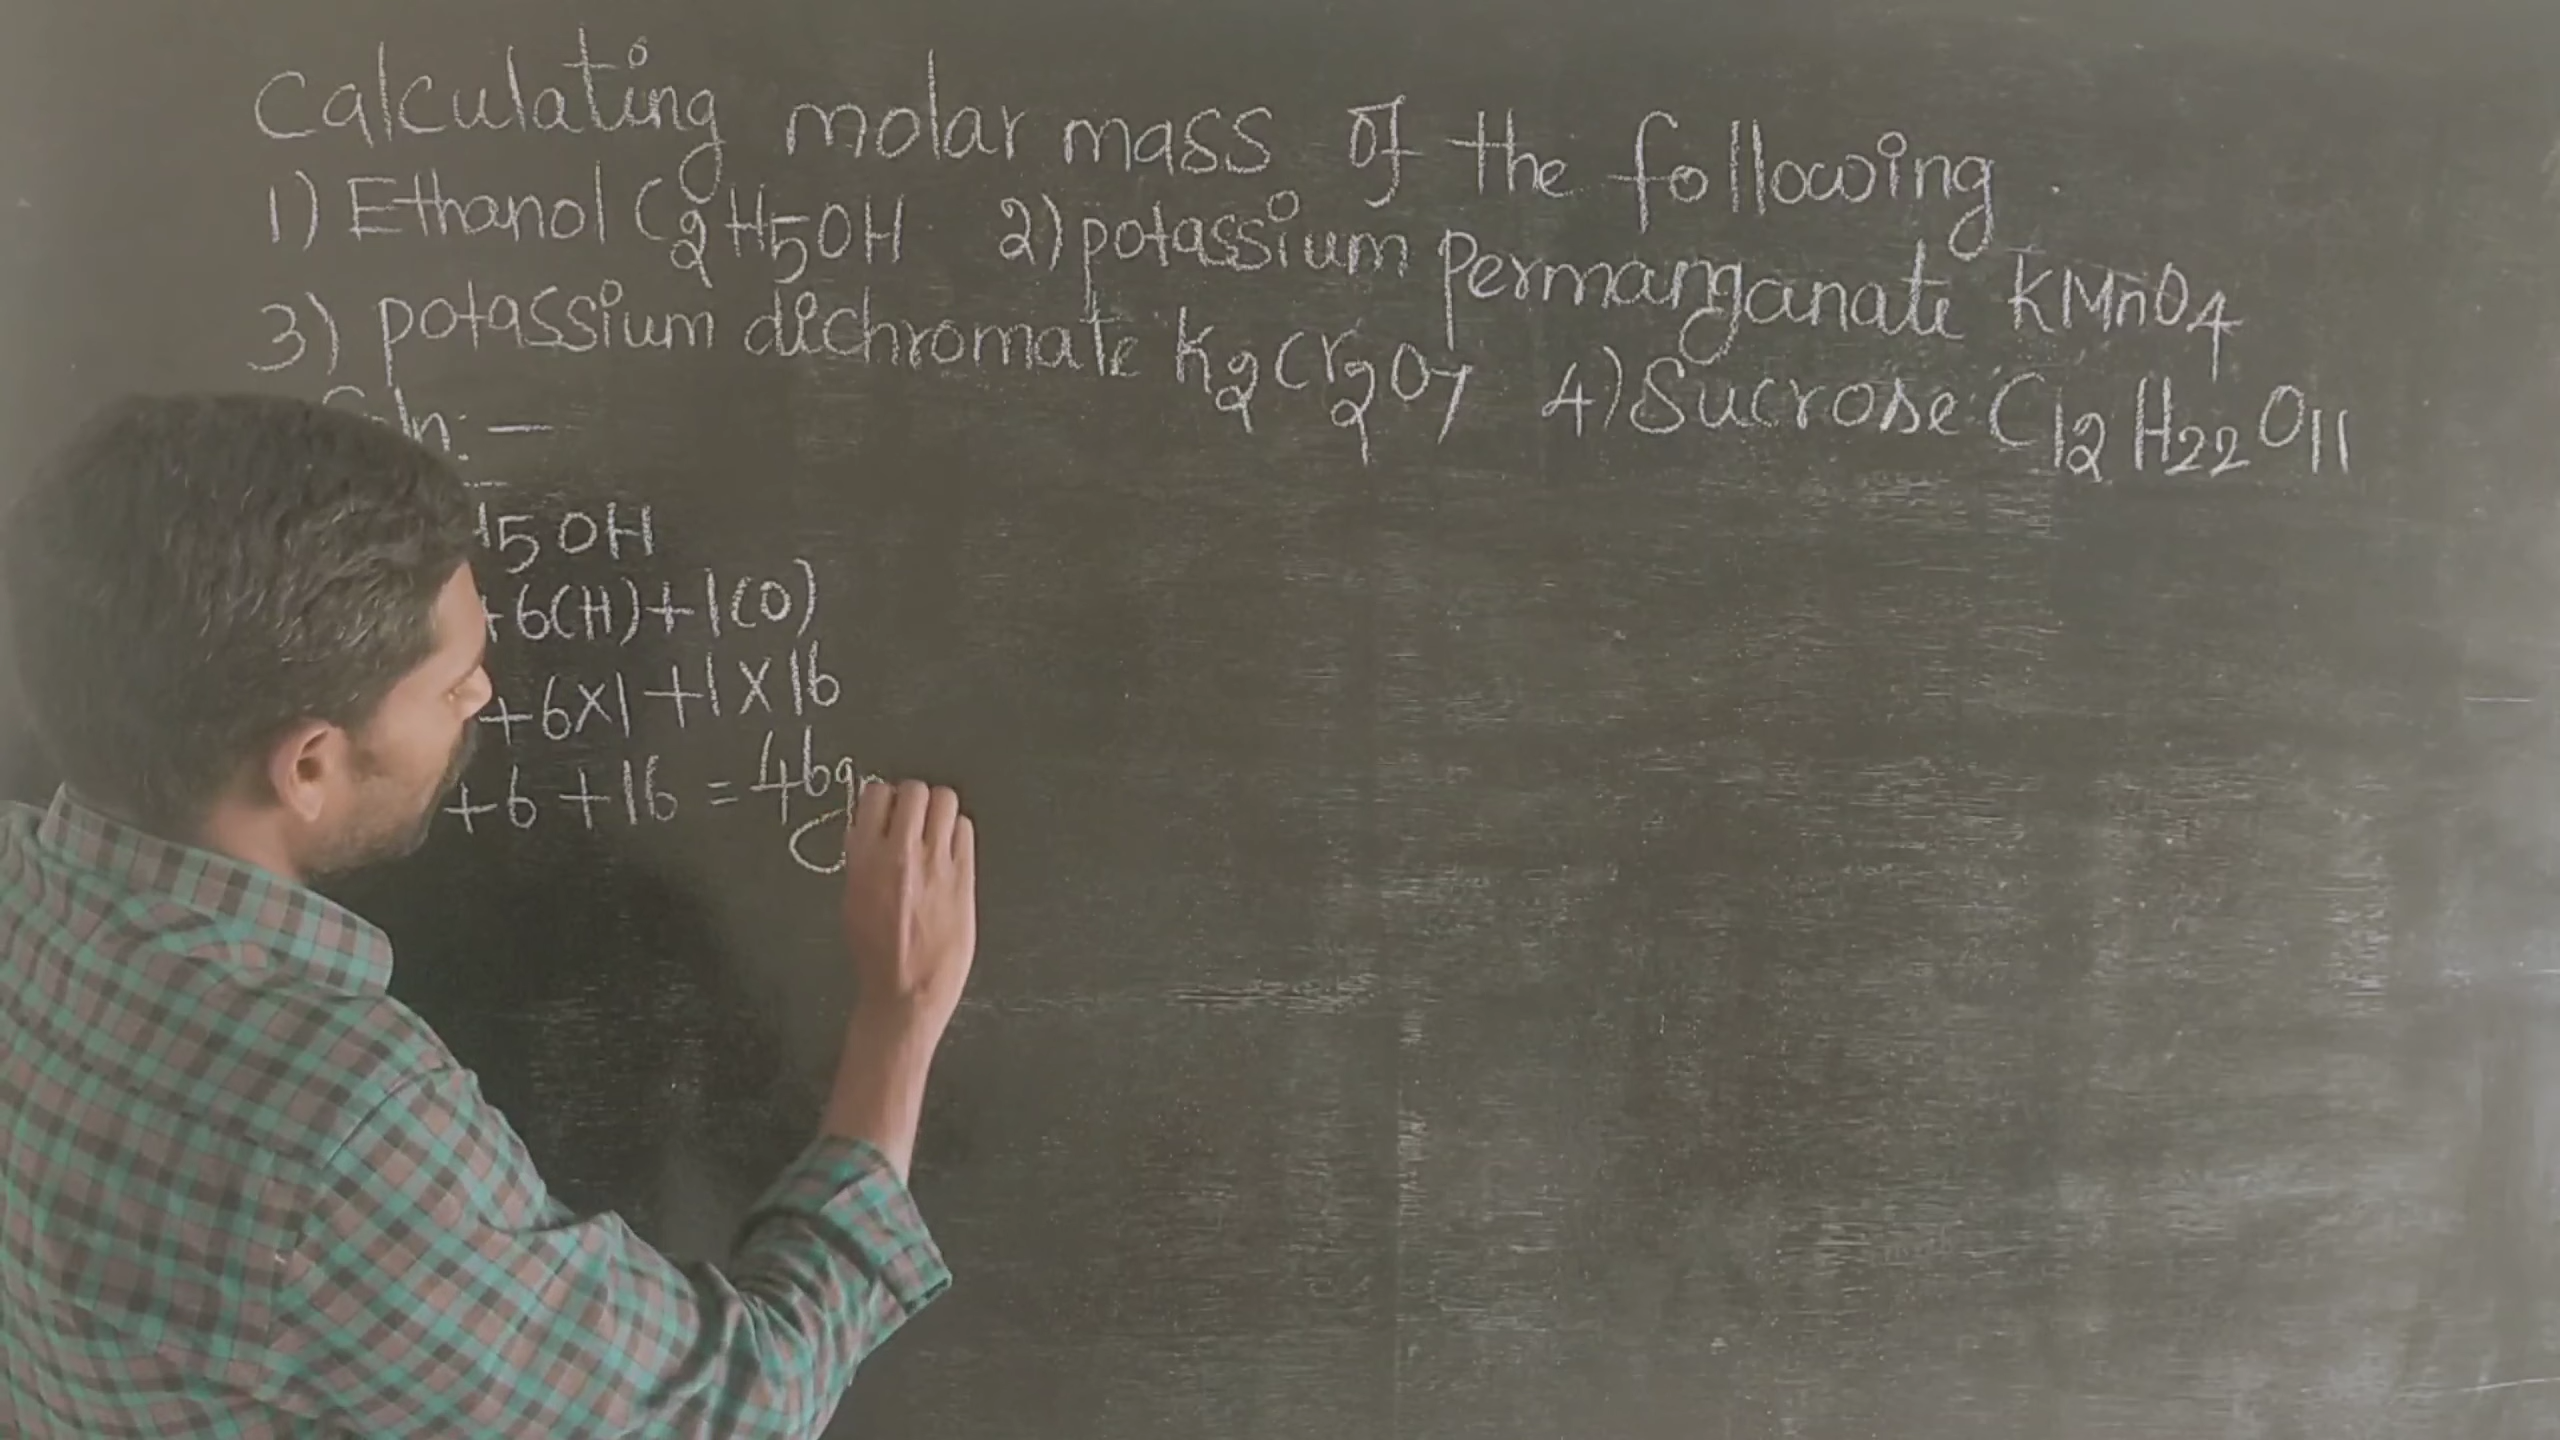 Calculating molar mass of the following.
1) Ethanol C2H5OH 2) potassium permanganate KMnO4
3) potassium dichromate K2Cr2O7 4) Sucrose C12H22O11
Soln:-
H5OH
+6(H)+1(O)
+6X1+1X16
+6+16=46g